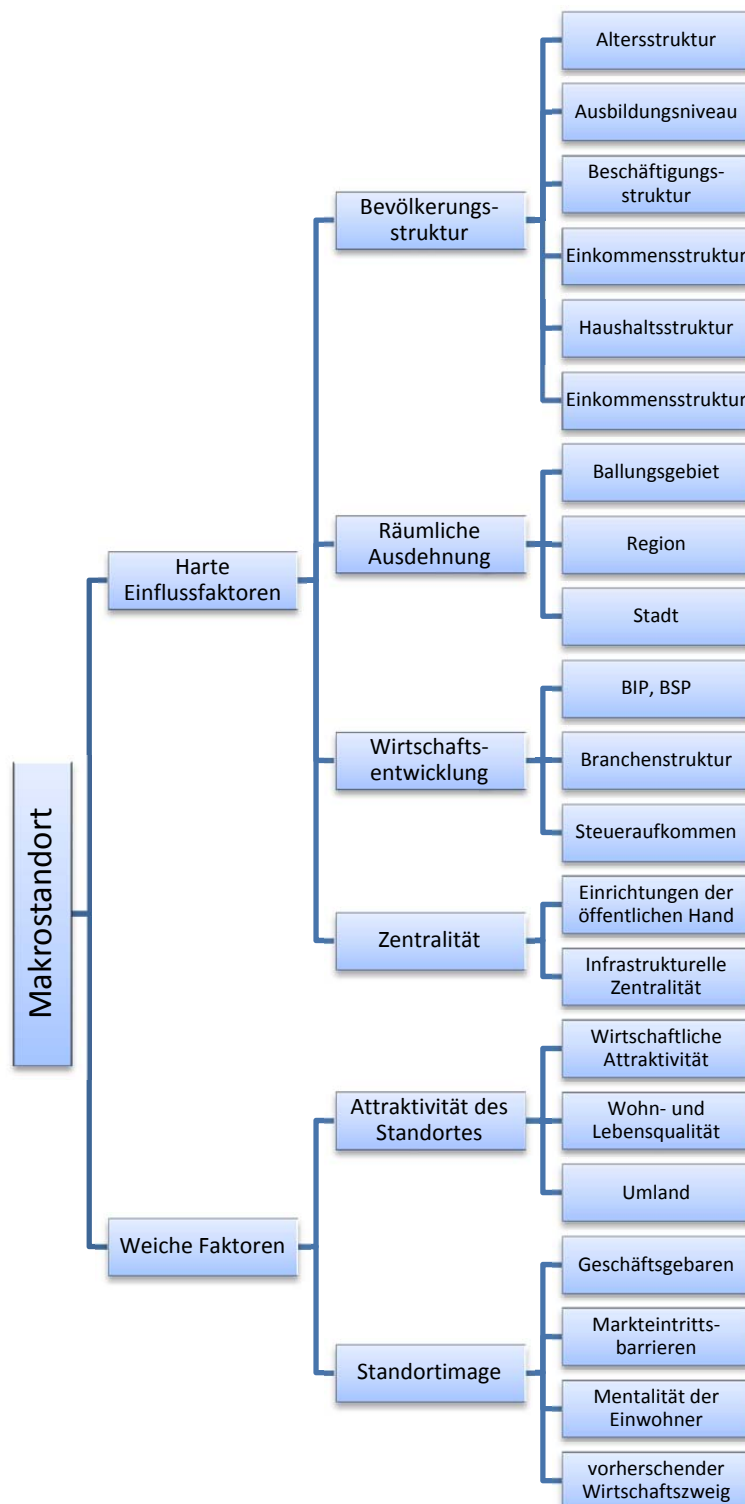 Makrostandort
Harte
Einflussfaktoren
Bevölkerungs-
struktur
Altersstruktur
Ausbildungsniveau
Beschäftigungs-
struktur
Einkommensstruktur
Haushaltsstruktur
Einkommensstruktur
Räumliche
Ausdehnung
Ballungsgebiet
Region
Stadt
Wirtschafts-
entwicklung
BIP, BSP
Branchenstruktur
Steueraufkommen
Zentralität
Einrichtungen der
öffentlichen Hand
Infrastrukturelle
Zentralität
Weiche Faktoren
Attraktivität des
Standortes
Wirtschaftliche
Attraktivität
Wohn- und
Lebensqualität
Umland
Standortimage
Geschäftsgebaren
Markteintritts-
barrieren
Mentalität der
Einwohner
vorherschender
Wirtschaftszweig